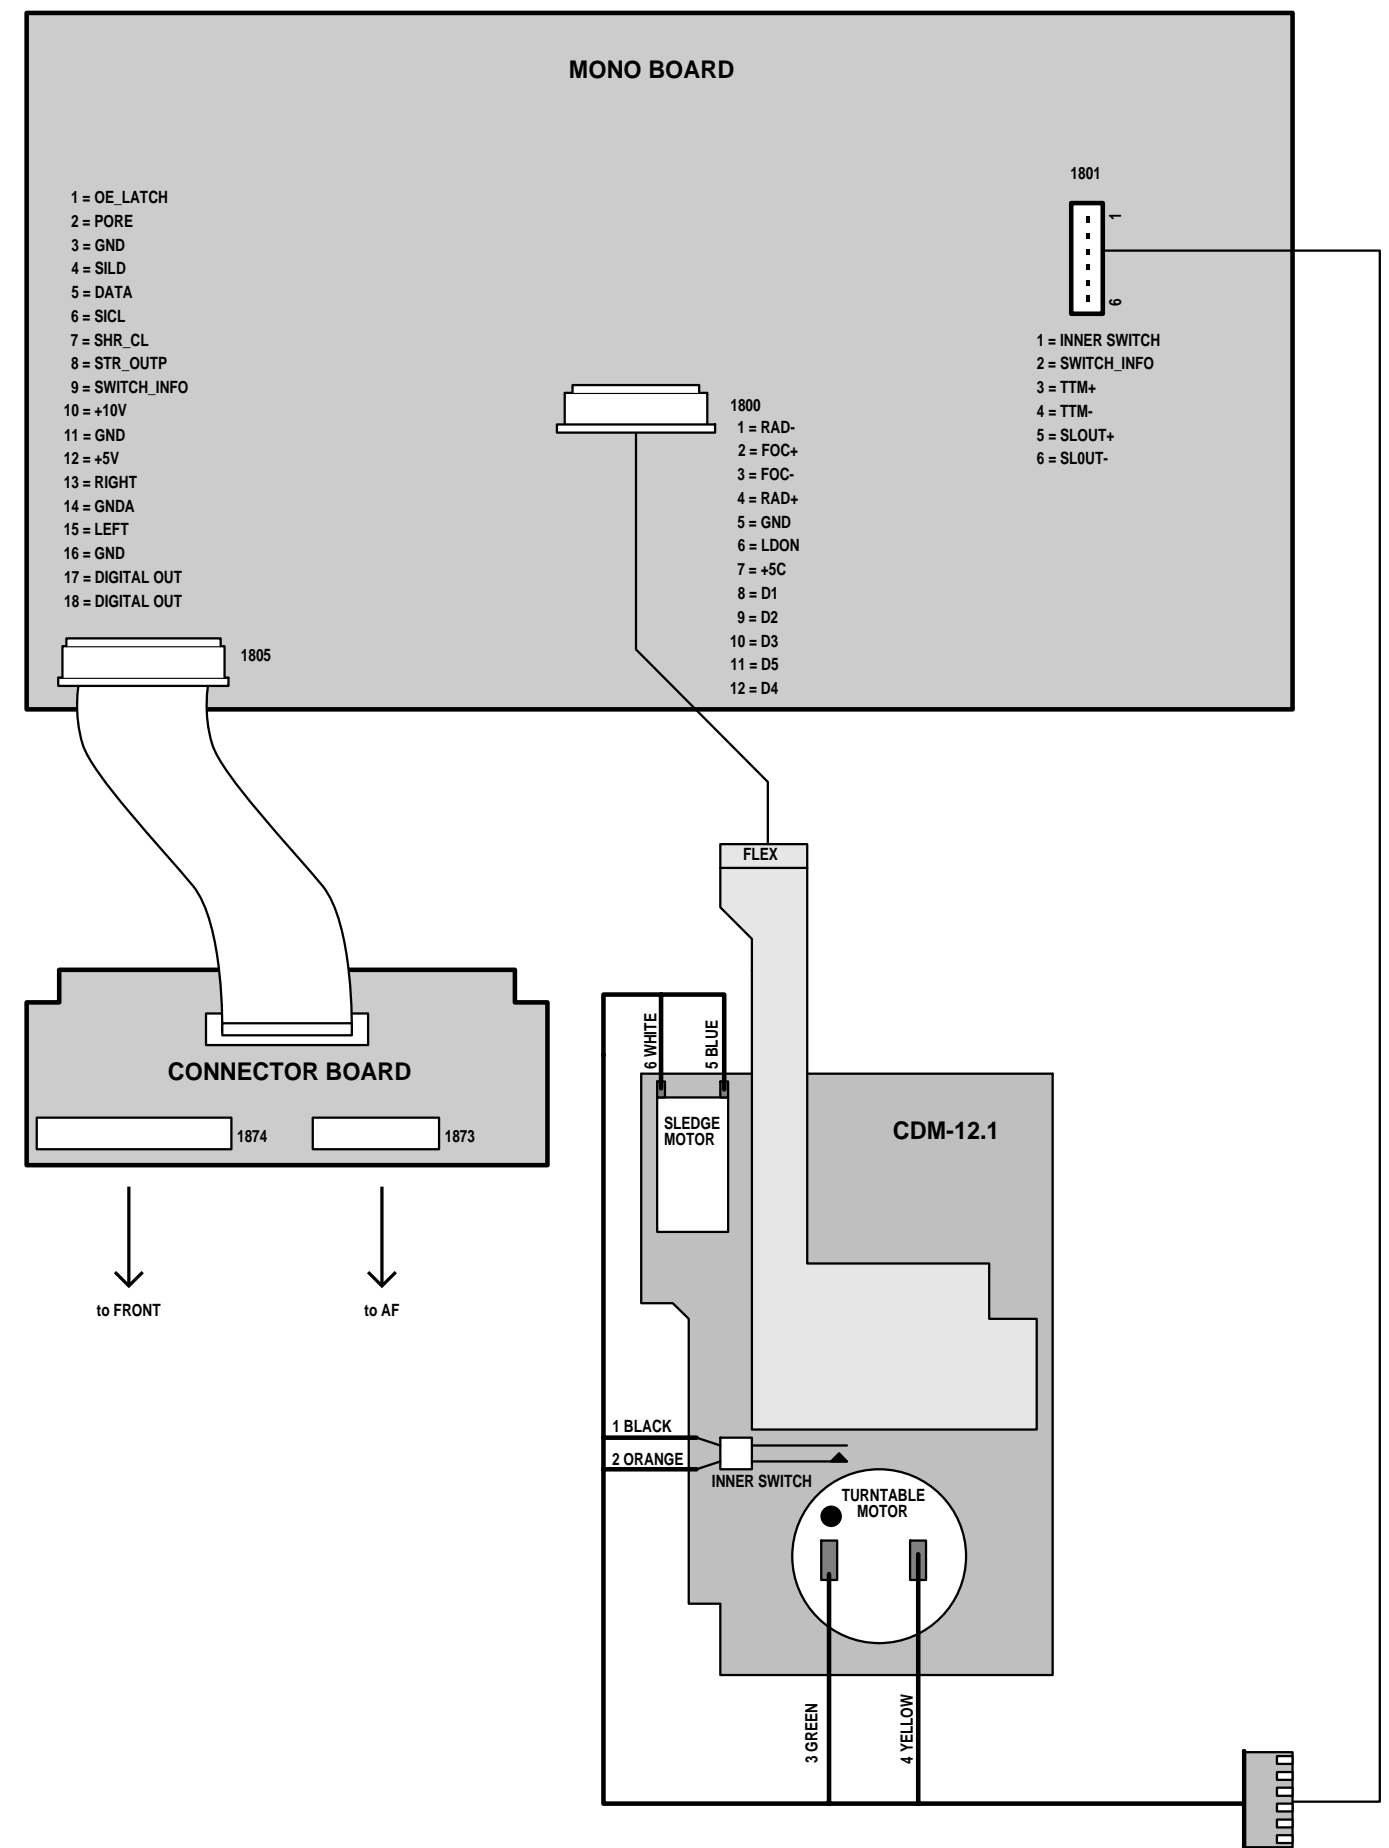 MONO BOARD
1 = OE_LATCH
2 = PORE
3 = GND
4 = SILD
5 = DATA
6 = SICL
7 = SHR_CL
8 = STR_OUTP
9 = SWITCH_INFO
10 = +10V
11 = GND
12 = +5V
13 = RIGHT
14 = GNDA
15 = LEFT
16 = GND
17 = DIGITAL OUT
18 = DIGITAL OUT
1805
1800
1 = RAD-
2 = FOC+
3 = FOC-
4 = RAD+
5 = GND
6 = LDON
7 = +5C
8 = D1
9 = D2
10 = D3
11 = D5
12 = D4
1801
1
6
1 = INNER SWITCH
2 = SWITCH_INFO
3 = TTM+
4 = TTM-
5 = SLOUT+
6 = SL0UT-
FLEX
CONNECTOR BOARD
1874
1873
to FRONT
to AF
6 WHITE
5 BLUE
SLEDGE
MOTOR
CDM-12.1
1 BLACK
2 ORANGE
INNER SWITCH
TURNTABLE
MOTOR
3 GREEN
4 YELLOW